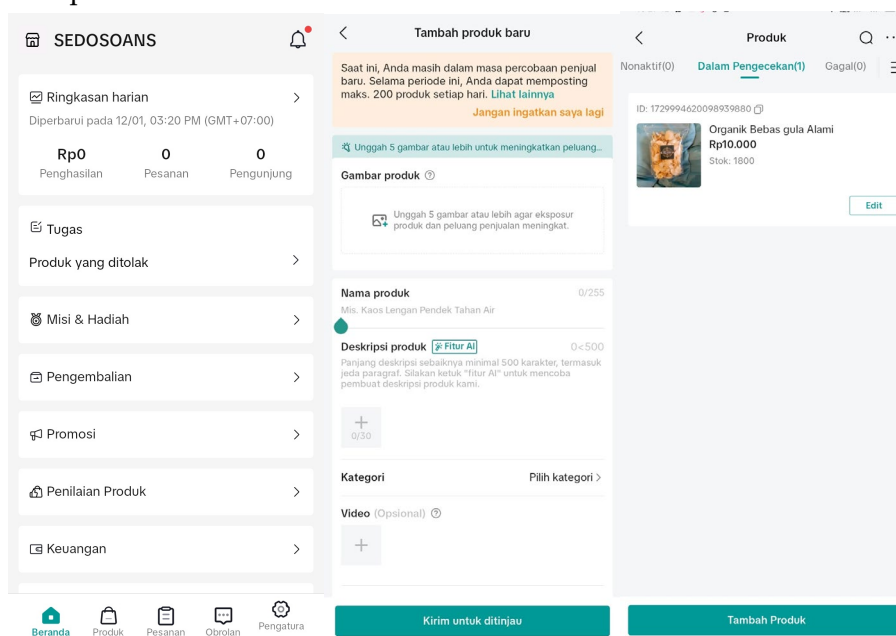 SEDOSOANS
Ringkasan harian
Diperbarui pada 12/01, 03:20 PM (GMT+07:00)
Rp0 0 0
Penghasilan Pesanan Pengunjung
Tugas
Produk yang ditolak
Misi & Hadiah
Pengembalian
Promosi
Penilaian Produk
Keuangan
Beranda Produk Pesanan Obrolan Pengatura
Tambah produk baru
Saat ini, Anda masih dalam masa percobaan penjual
baru. Selama periode ini, Anda dapat memposting
maks. 200 produk setiap hari. Lihat lainnya
Jangan ingatkan saya lagi
Unggah 5 gambar atau lebih untuk meningkatkan peluang...
Gambar produk
Unggah 5 gambar atau lebih agar eksposur
produk dan peluang penjualan meningkat.
Nama produk 0/255
Mis. Kaos Lengan Pendek Tahan Air
Deskripsi produk Fitur AI 0<500
Panjang deskripsi sebaiknya minimal 500 karakter, termasuk
jeda paragraf. Silakan ketuk "fitur AI" untuk mencoba
pembuat deskripsi produk kami.
0/30
Kategori Pilih kategori >
Video (Opsional)
Kirim untuk ditinjau
Produk
Nonaktif(0) Dalam Pengecekan(1) Gagal(0)
ID: 1729994620098939880
Organik Bebas gula Alami
Rp10.000
Stok: 1800
Edit
Tambah Produk